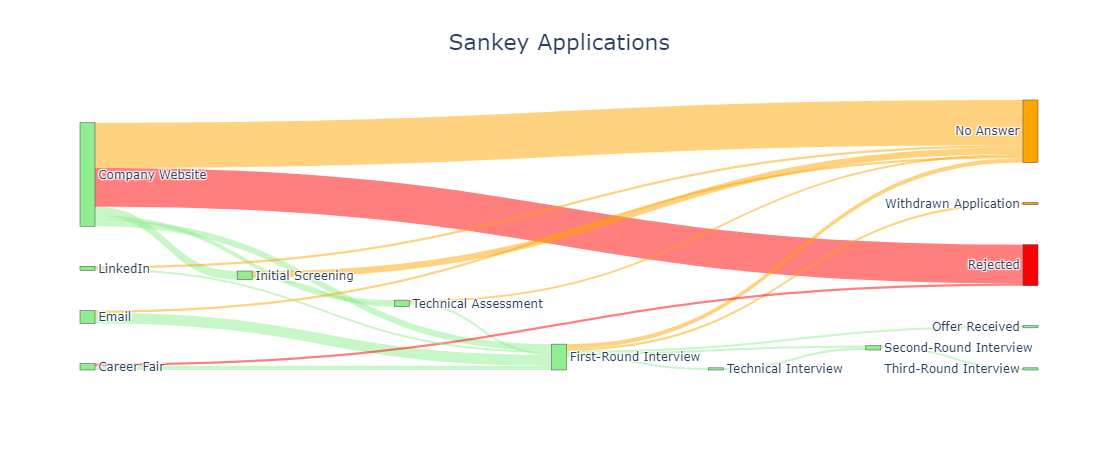 Sankey Applications
No Answer
Company Website
Withdrawn Application
Rejected
LinkedIn
Initial Screening
Technical Assessment
Email
Offer Received
Second-Round Interview
First-Round Interview
Career Fair
Technical Interview
Third-Round Interview